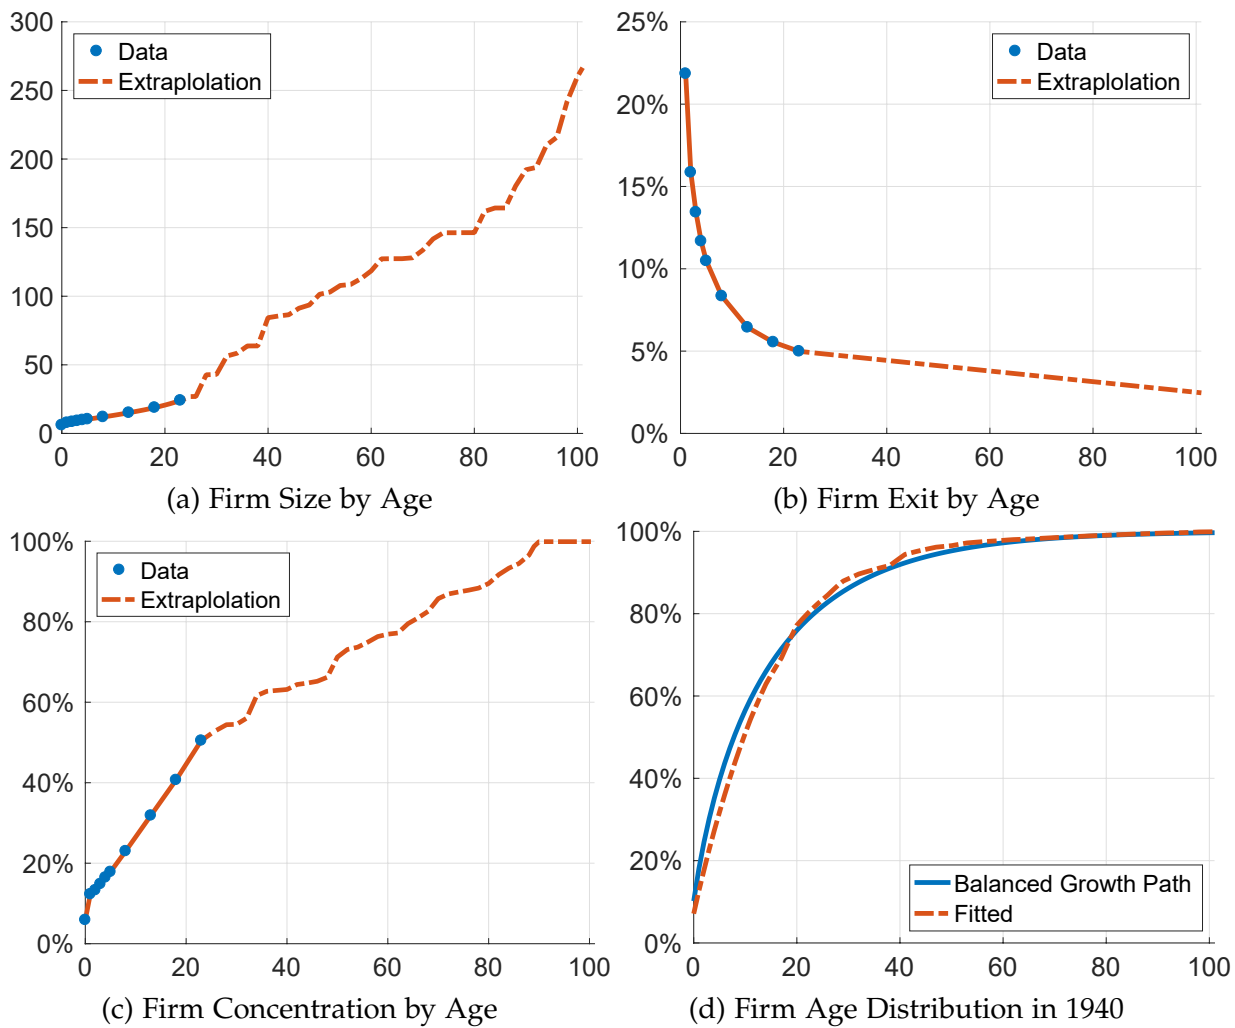 300
250
200
150
100
50
0
0 20 40 60 80 100
Data
Extraplolation
(a) Firm Size by Age
25%
20%
15%
10%
5%
0%
0 20 40 60 80 100
Data
Extraplolation
(b) Firm Exit by Age
100%
80%
60%
40%
20%
0%
0 20 40 60 80 100
Data
Extraplolation
(c) Firm Concentration by Age
100%
80%
60%
40%
20%
0%
0 20 40 60 80 100
Balanced Growth Path
Fitted
(d) Firm Age Distribution in 1940